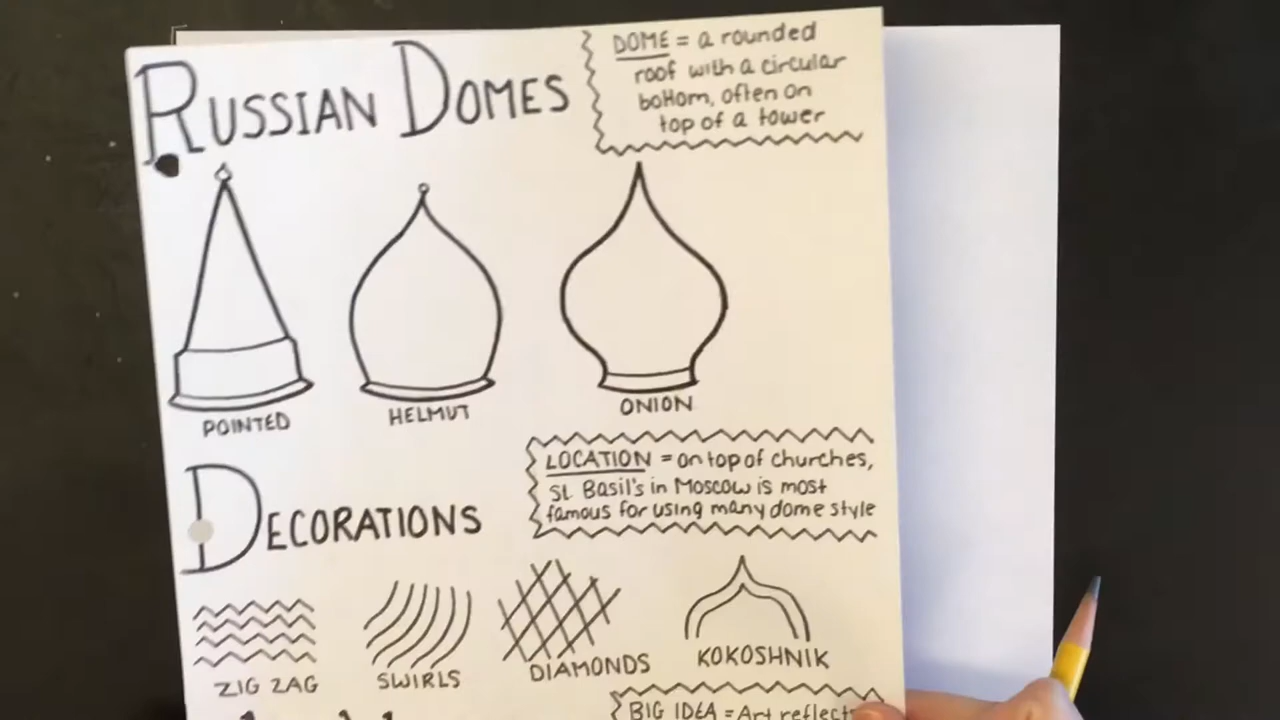 RUSSIAN DOMES
DOME = a rounded
roof with a circular
bottom, often on
top of a tower
POINTED
HELMUT
ONION
LOCATION = on top of churches,
St. Basil's in Moscow is most
famous for using many dome style
DECORATIONS
ZIG ZAG
SWIRLS
DIAMONDS
KOKOSHNIK
BIG IDEA = Art reflect